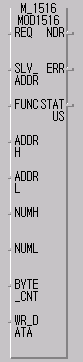 M_1516
MOD1516
REQ NDR
SLV_ ERR
ADDR
FUNC STAT
US
ADDR
H
ADDR
L
NUMH
NUML
BYTE
_CNT
WR_D
ATA